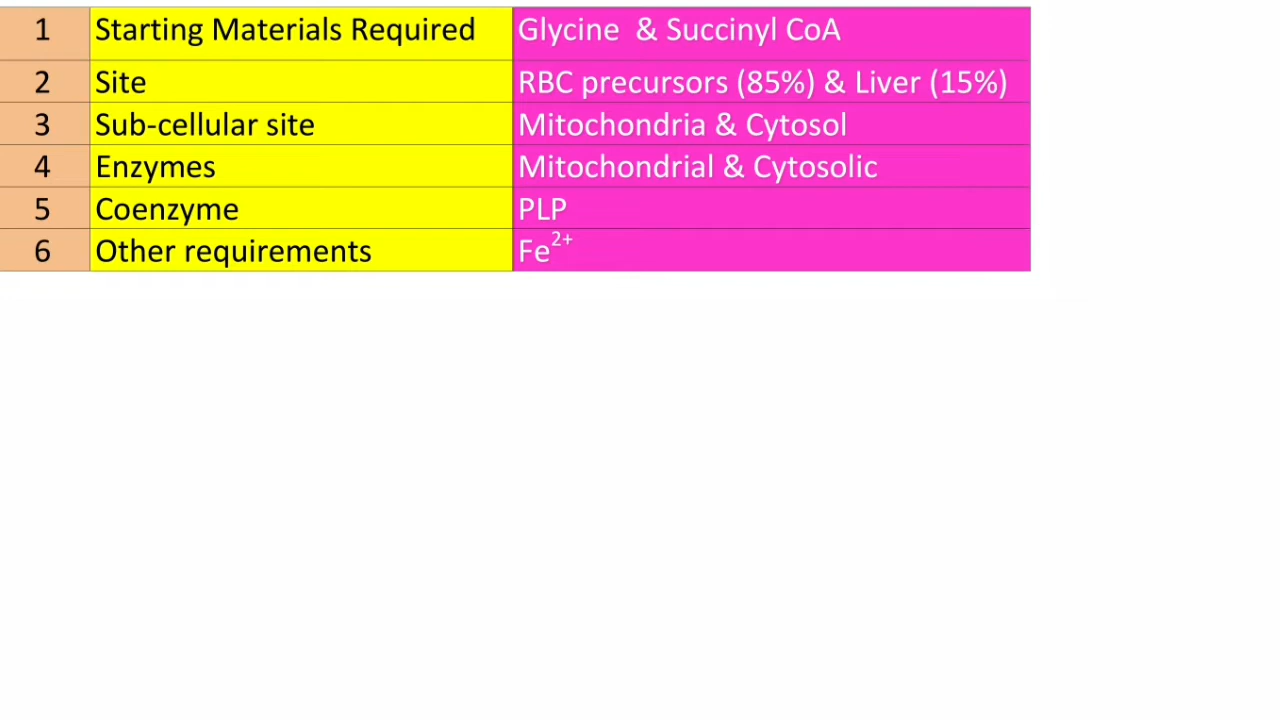 1 Starting Materials Required Glycine & Succinyl CoA
2 Site RBC precursors (85%) & Liver (15%)
3 Sub-cellular site Mitochondria & Cytosol
4 Enzymes Mitochondrial & Cytosolic
5 Coenzyme PLP
6 Other requirements Fe²⁺